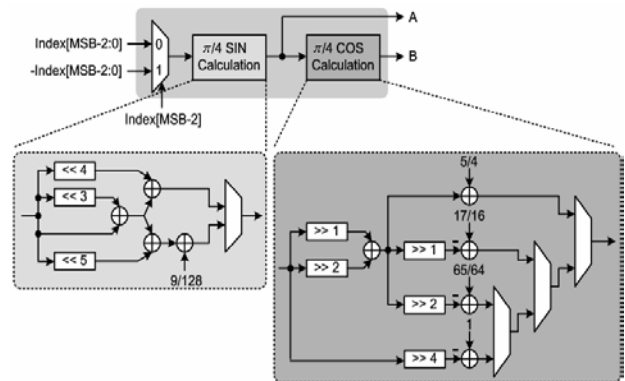 A
Index[MSB-2:0]
0
π/4 SIN
Calculation
π/4 COS
Calculation
B
-Index[MSB-2:0]
1
Index[MSB-2]
<< 4
<< 3
<< 5
9/128
5/4
17/16
>> 1
>> 2
>> 1
65/64
>> 2
1
>> 4